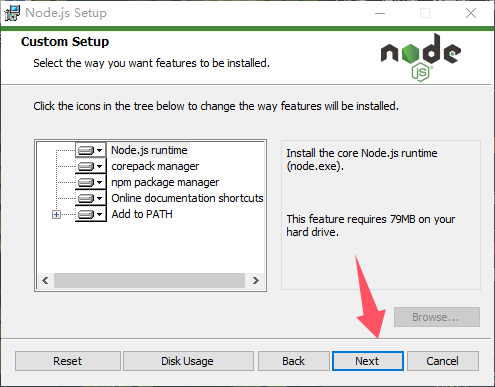 Node.js Setup
Custom Setup
Select the way you want features to be installed.
node
JS
Click the icons in the tree below to change the way features will be installed.
Node.js runtime
corepack manager
npm package manager
Online documentation shortcuts
Add to PATH
Install the core Node.js runtime
(node.exe).
This feature requires 79MB on your
hard drive.
Browse...
Reset
Disk Usage
Back
Next
Cancel